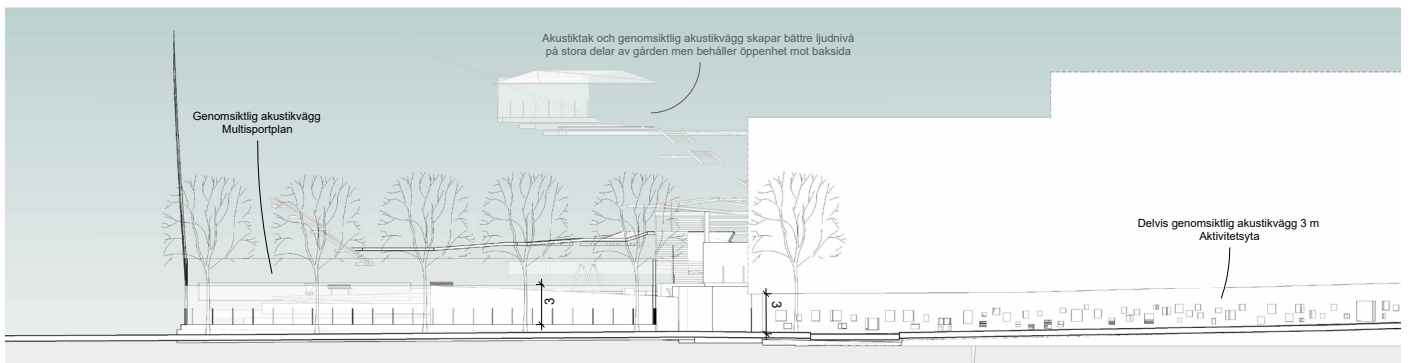 Akustiktak och genomsiktlig akustikvägg skapar bättre ljudnivå
på stora delar av gården men behåller öppenhet mot baksida
Genomsiktlig akustikvägg
Multisportplan
Delvis genomsiktlig akustikvägg 3 m
Aktivitetsyta
3
3